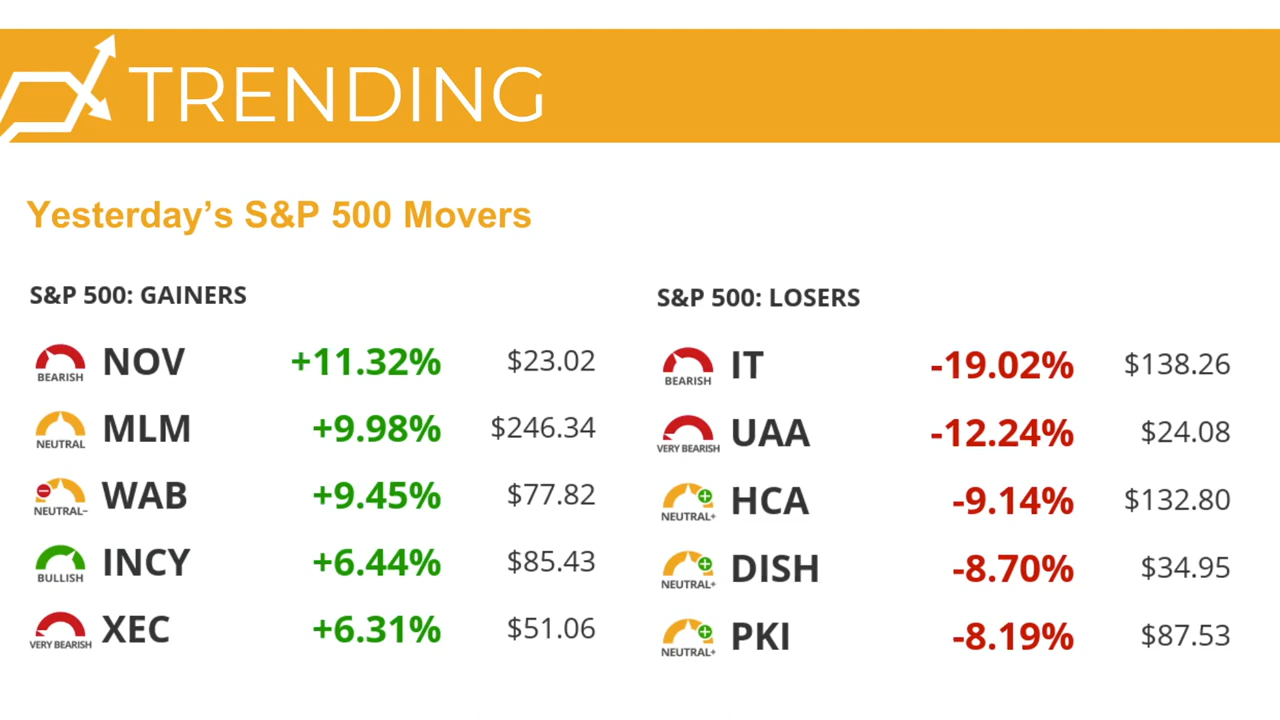 TRENDING
Yesterday’s S&P 500 Movers
S&P 500: GAINERS
BEARISH NOV +11.32% $23.02
NEUTRAL MLM +9.98% $246.34
NEUTRAL− WAB +9.45% $77.82
BULLISH INCY +6.44% $85.43
VERY BEARISH XEC +6.31% $51.06
S&P 500: LOSERS
BEARISH IT -19.02% $138.26
VERY BEARISH UAA -12.24% $24.08
NEUTRAL+ HCA -9.14% $132.80
NEUTRAL+ DISH -8.70% $34.95
NEUTRAL+ PKI -8.19% $87.53